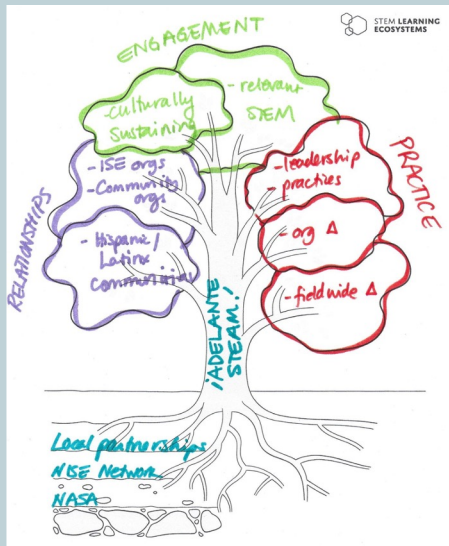 STEM LEARNING
ECOSYSTEMS
ENGAGEMENT
-culturally
sustaining
-relevant
STEM
RELATIONSHIPS
-ISE orgs
-Community
orgs
-Hispanic/
Latinx
communities
PRACTICE
-leadership
-practices
-org Δ
-fieldwide Δ
¡ADELANTE
STEAM!
Local partnerships
NISE Network
NASA